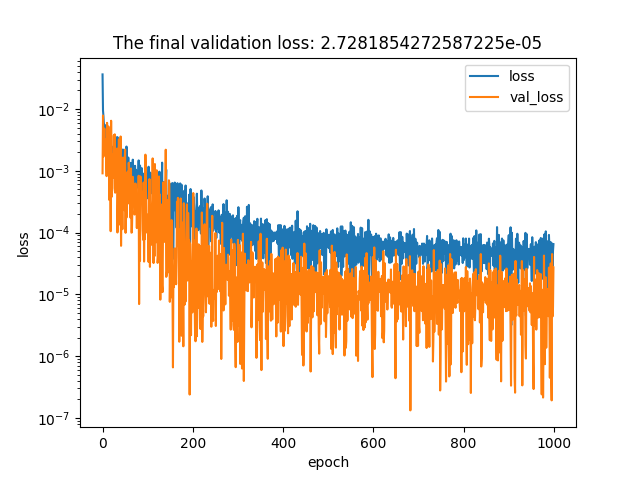 The final validation loss: 2.7281854272587225e-05
loss
val_loss
10⁻²
10⁻³
10⁻⁴
10⁻⁵
10⁻⁶
10⁻⁷
loss
0 200 400 600 800 1000
epoch